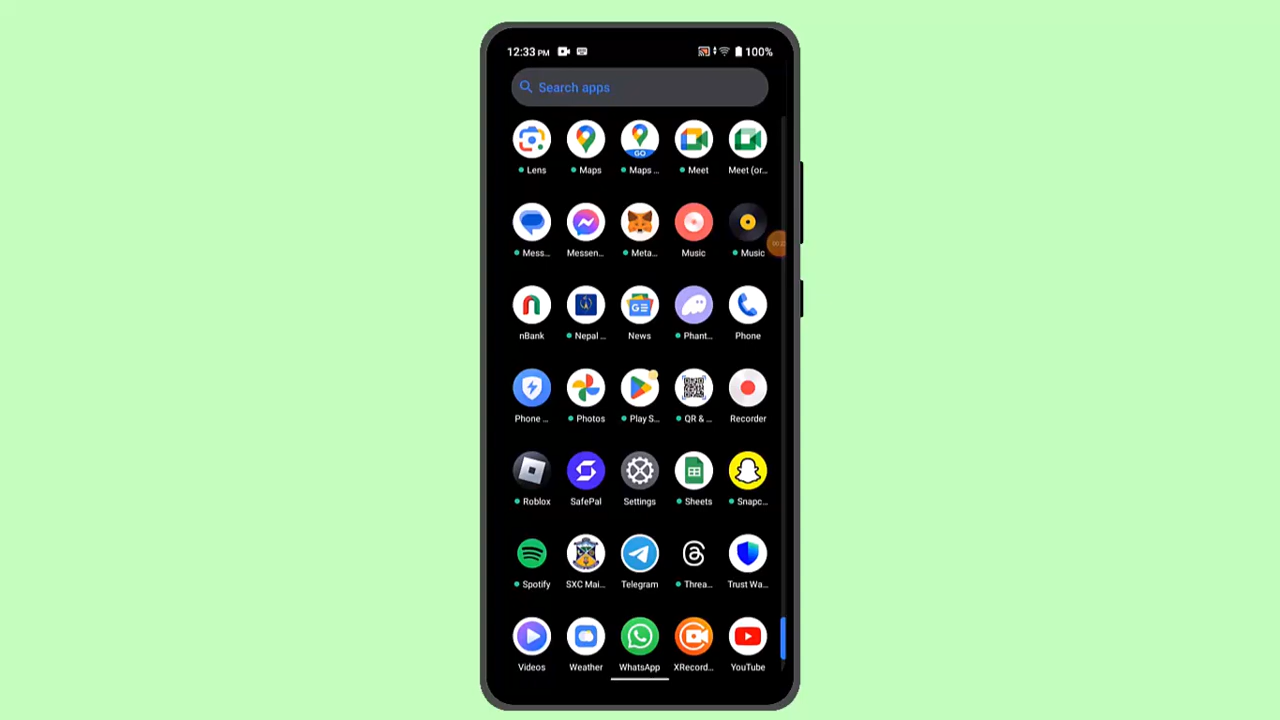 12:33 PM 100%
Search apps
Lens Maps Maps ... Meet Meet (or...
Mess... Messen... Meta... Music Music
nBank Nepal ... News Phant... Phone
Phone ... Photos Play S... QR & ... Recorder
Roblox SafePal Settings Sheets Snapc...
Spotify SXC Mai... Telegram Threa... Trust Wa...
Videos Weather WhatsApp XRecord... YouTube